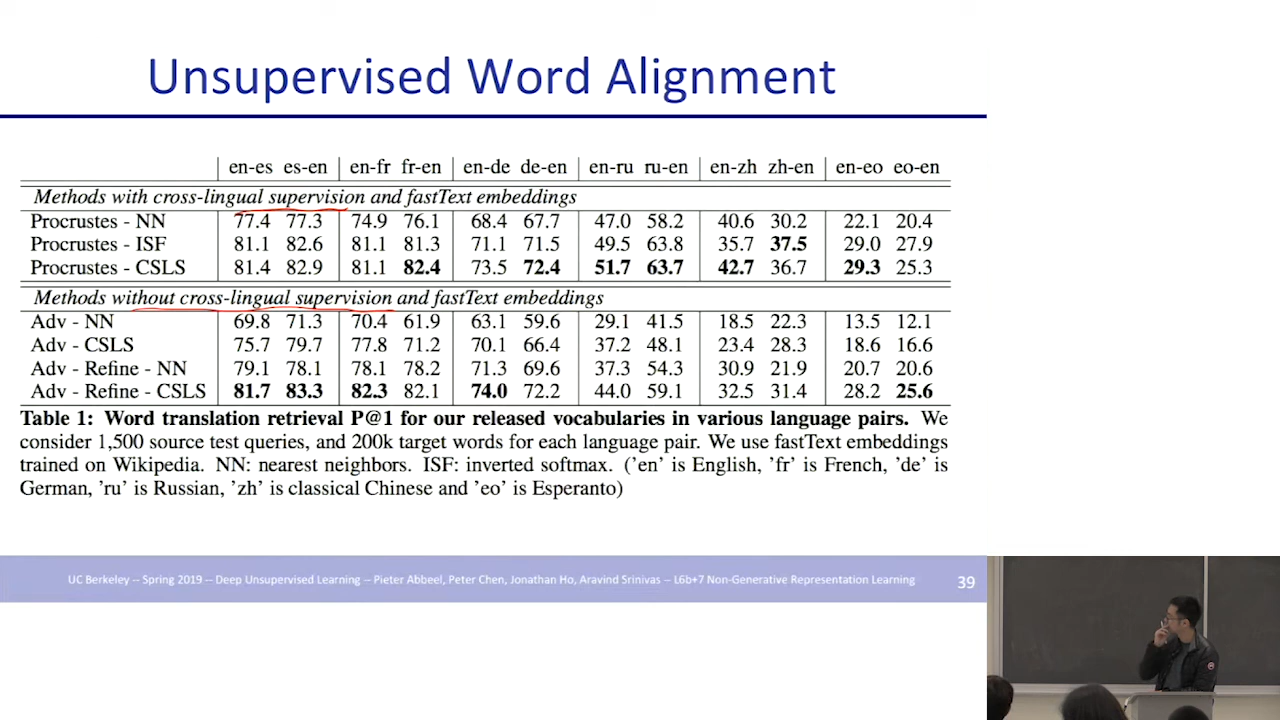 Unsupervised Word Alignment
en-es es-en en-fr fr-en en-de de-en en-ru ru-en en-zh zh-en en-eo eo-en
Methods with cross-lingual supervision and fastText embeddings
Procrustes - NN 77.4 77.3 74.9 76.1 68.4 67.7 47.0 58.2 40.6 30.2 22.1 20.4
Procrustes - ISF 81.1 82.6 81.1 81.3 71.1 71.5 49.5 63.8 35.7 37.5 29.0 27.9
Procrustes - CSLS 81.4 82.9 81.1 82.4 73.5 72.4 51.7 63.7 42.7 36.7 29.3 25.3
Methods without cross-lingual supervision and fastText embeddings
Adv - NN 69.8 71.3 70.4 61.9 63.1 59.6 29.1 41.5 18.5 22.3 13.5 12.1
Adv - CSLS 75.7 79.7 77.8 71.2 70.1 66.4 37.2 48.1 23.4 28.3 18.6 16.6
Adv - Refine - NN 79.1 78.1 78.1 78.2 71.3 69.6 37.3 54.3 30.9 21.9 20.7 20.6
Adv - Refine - CSLS 81.7 83.3 82.3 82.1 74.0 72.2 44.0 59.1 32.5 31.4 28.2 25.6
Table 1: Word translation retrieval P@1 for our released vocabularies in various language pairs. We
consider 1,500 source test queries, and 200k target words for each language pair. We use fastText embeddings
trained on Wikipedia. NN: nearest neighbors. ISF: inverted softmax. ('en' is English, 'fr' is French, 'de' is
German, 'ru' is Russian, 'zh' is classical Chinese and 'eo' is Esperanto)
UC Berkeley -- Spring 2019 -- Deep Unsupervised Learning -- Pieter Abbeel, Peter Chen, Jonathan Ho, Aravind Srinivas -- L6b+7 Non-Generative Representation Learning 39